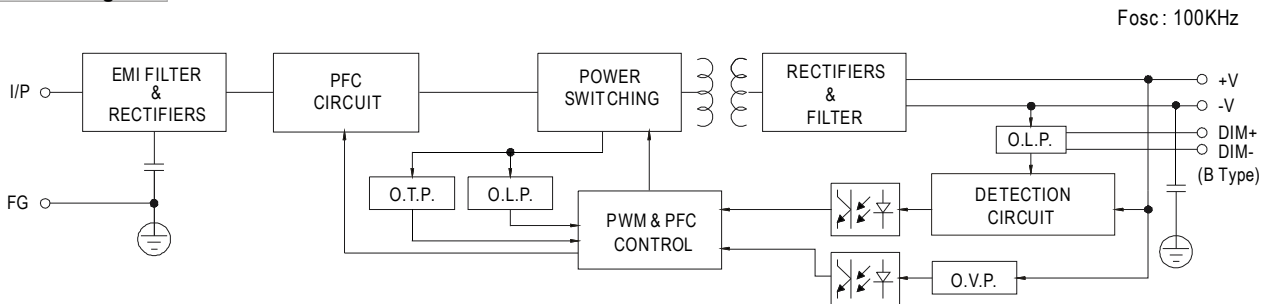 Fosc : 100KHz
I/P
EMI FILTER
&
RECTIFIERS
PFC
CIRCUIT
POWER
SWITCHING
RECTIFIERS
&
FILTER
+V
-V
DIM+
DIM-
(B Type)
O.L.P.
FG
O.T.P.
O.L.P.
PWM & PFC
CONTROL
DETECTION
CIRCUIT
O.V.P.